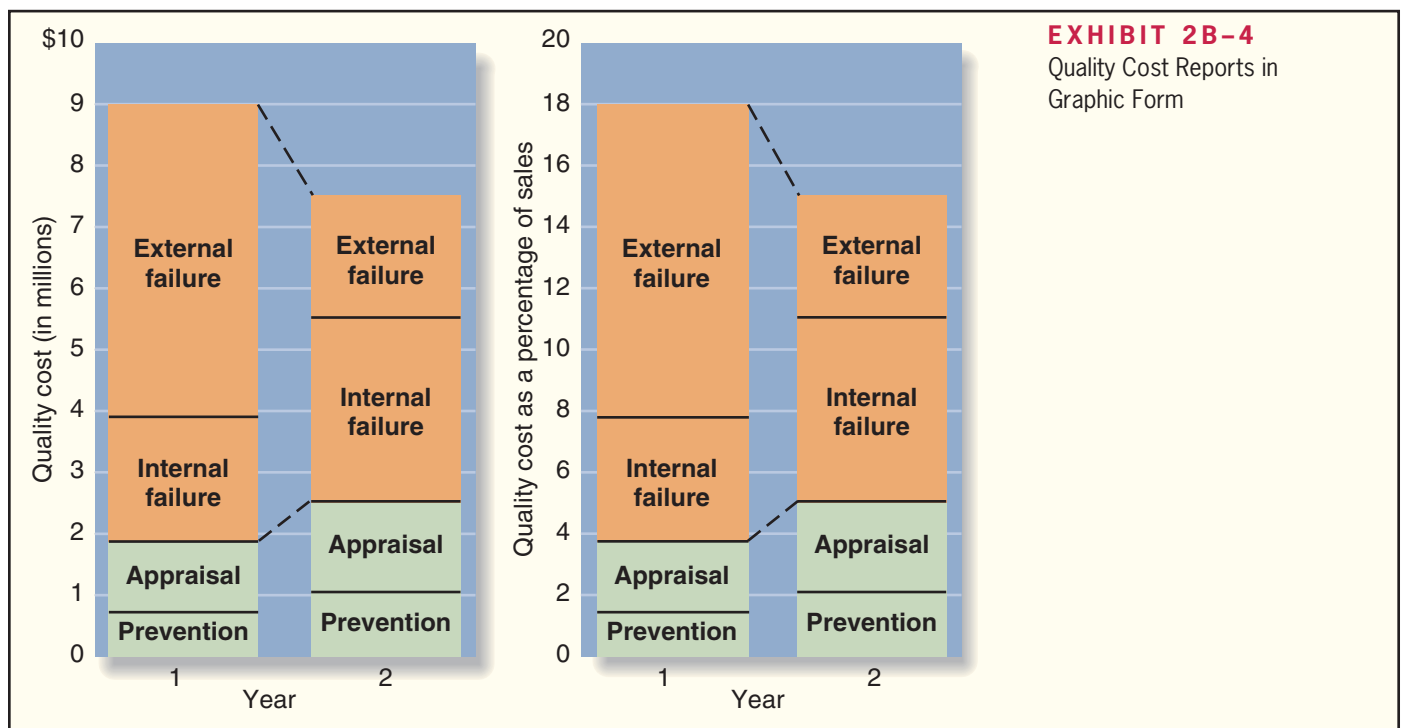 EXHIBIT 2B–4
Quality Cost Reports in
Graphic Form
Quality cost (in millions)
$10
9
8
7
6
5
4
3
2
1
0
External
failure
Internal
failure
Appraisal
Prevention
External
failure
Internal
failure
Appraisal
Prevention
1
2
Year
Quality cost as a percentage of sales
20
18
16
14
12
10
8
6
4
2
0
External
failure
Internal
failure
Appraisal
Prevention
External
failure
Internal
failure
Appraisal
Prevention
1
2
Year